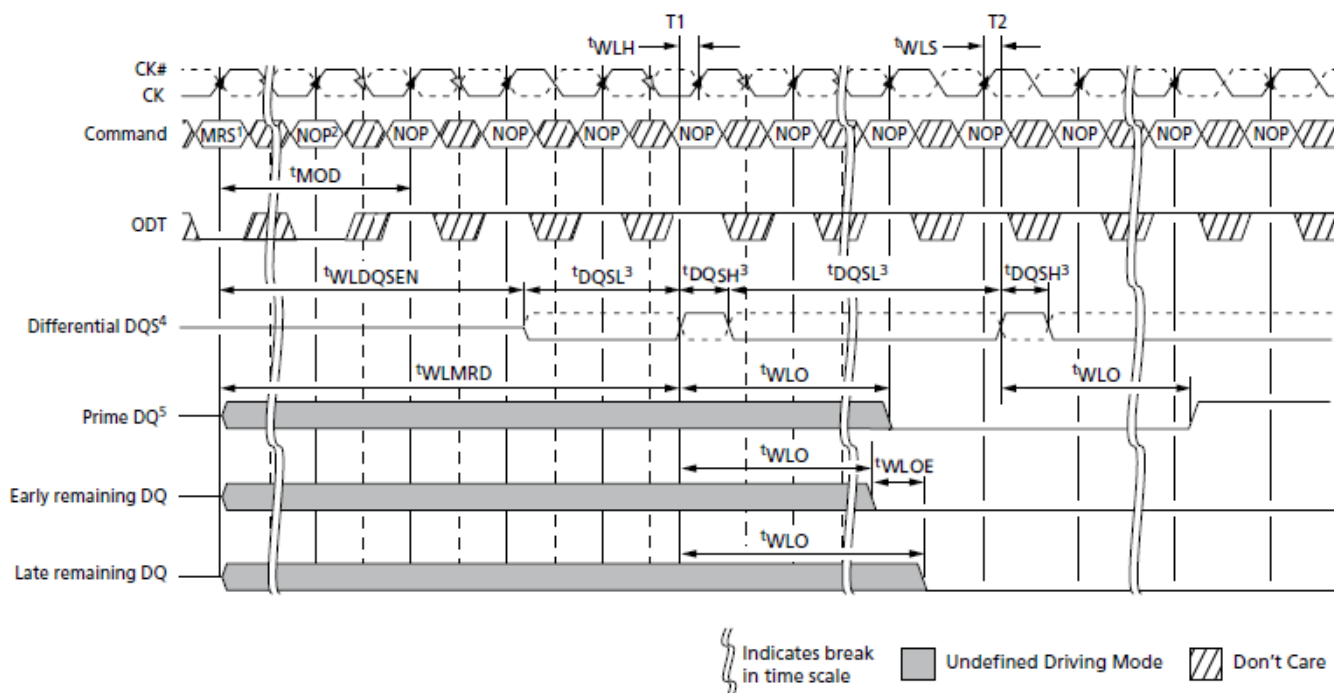 T1 T2
tWLH tWLS
CK#
CK
Command MRS1 NOP2 NOP NOP NOP NOP NOP NOP NOP NOP NOP NOP
tMOD
ODT
tWLDQSEN tDQSL3 tDQSH3 tDQSL3 tDQSH3
Differential DQS4
tWLMRD tWLO tWLO
Prime DQ5
tWLO tWLOE
Early remaining DQ
tWLO
Late remaining DQ
Indicates break
in time scale
Undefined Driving Mode
Don't Care